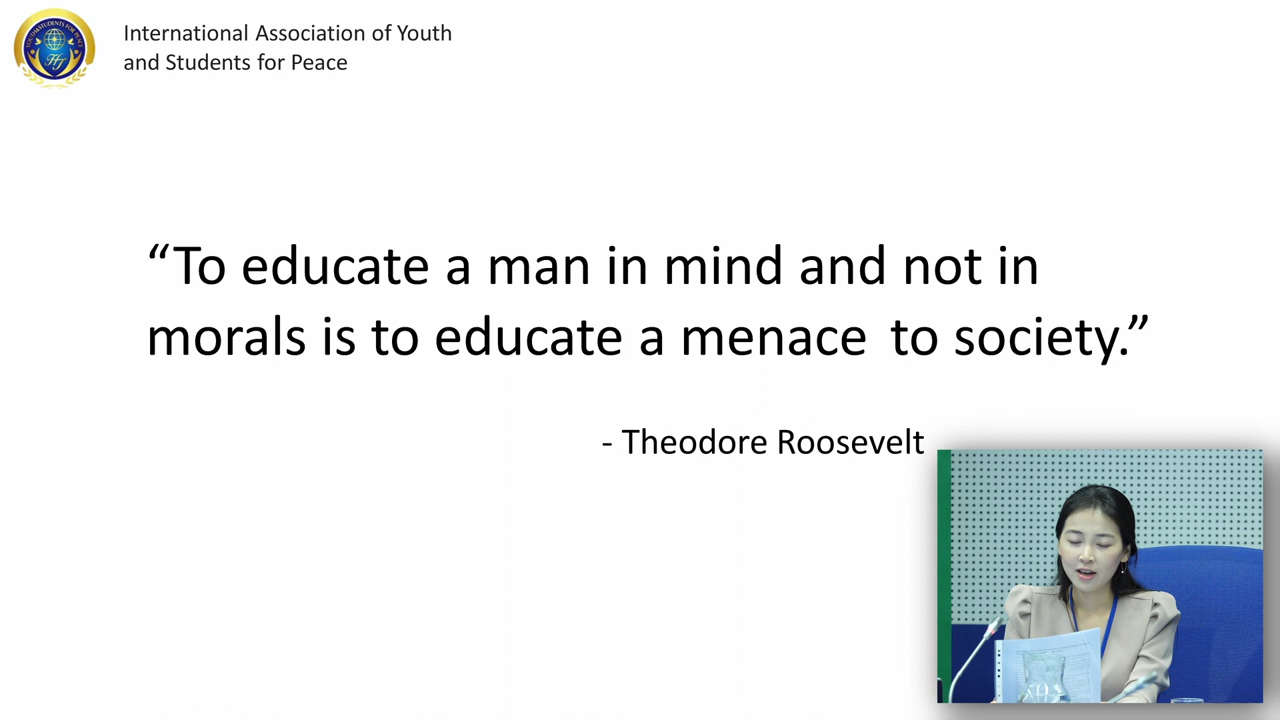 International Association of Youth
and Students for Peace
“To educate a man in mind and not in
morals is to educate a menace to society.”
- Theodore Roosevelt